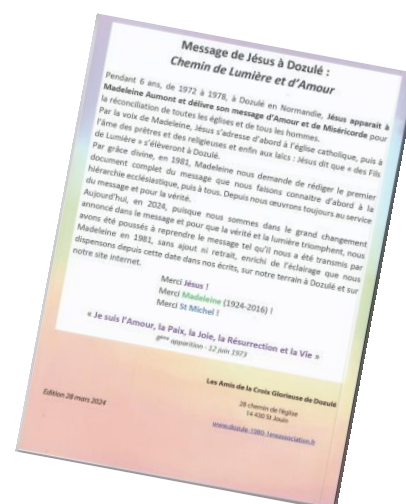 Message de Jésus à Dozulé :
Chemin de Lumière et d'Amour
Pendant 6 ans, de 1972 à 1978, à Dozulé en Normandie, Jésus apparait à
Madeleine Aumont et délivre son message d'Amour et de Miséricorde pour
la réconciliation de toutes les églises et de tous les hommes.
Par la voix de Madeleine, Jésus s'adresse d'abord à l'église catholique, puis à
l'âme des prêtres et des religieuses et enfin aux laïcs : Jésus dit que « des Fils
de Lumière » s'élèveront à Dozulé.
Par grâce divine, en 1981, Madeleine nous demande de rédiger le premier
document complet du message que nous faisons connaitre d'abord à la
hiérarchie ecclésiastique, puis à tous. Depuis nous œuvrons toujours au service
du message et pour la vérité.
Aujourd'hui, en 2024, puisque nous sommes dans le grand changement
annoncé dans le message et pour que la vérité et la lumière triomphent, nous
avons été poussés à reprendre le message tel qu'il nous a été transmis par
Madeleine en 1981, sans ajout ni retrait, enrichi de l'éclairage que nous
dispensons depuis cette date dans nos écrits, sur notre terrain à Dozulé et sur
notre site internet.
Merci Jésus !
Merci Madeleine (1924-2016) !
Merci St Michel !
« Je suis l'Amour, la Paix, la Joie, la Résurrection et la Vie »
apparition - 12 juin 1973
Les Amis de la Croix Glorieuse de Dozulé
28 chemin de l'église
14 430 St Jouin
Edition 28 mars 2024